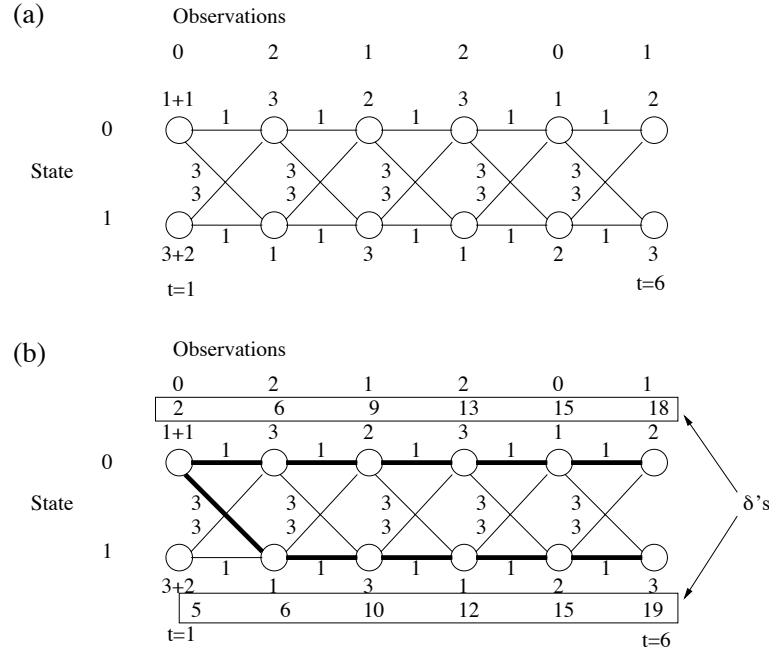 (a)
Observations
0 2 1 2 0 1
1+1 3 2 3 1 2
0 1 1 1 1 1
State 3 3 3 3 3
3 3 3 3 3
1 1 1 1 1 1
3+2 1 3 1 2 3
t=1 t=6
(b)
Observations
0 2 1 2 0 1
2 6 9 13 15 18
1+1 3 2 3 1 2
0 1 1 1 1 1
State 3 3 3 3 3 δ's
3 3 3 3 3
1 1 1 1 1 1
3+2 1 3 1 2 3
5 6 10 12 15 19
t=1 t=6